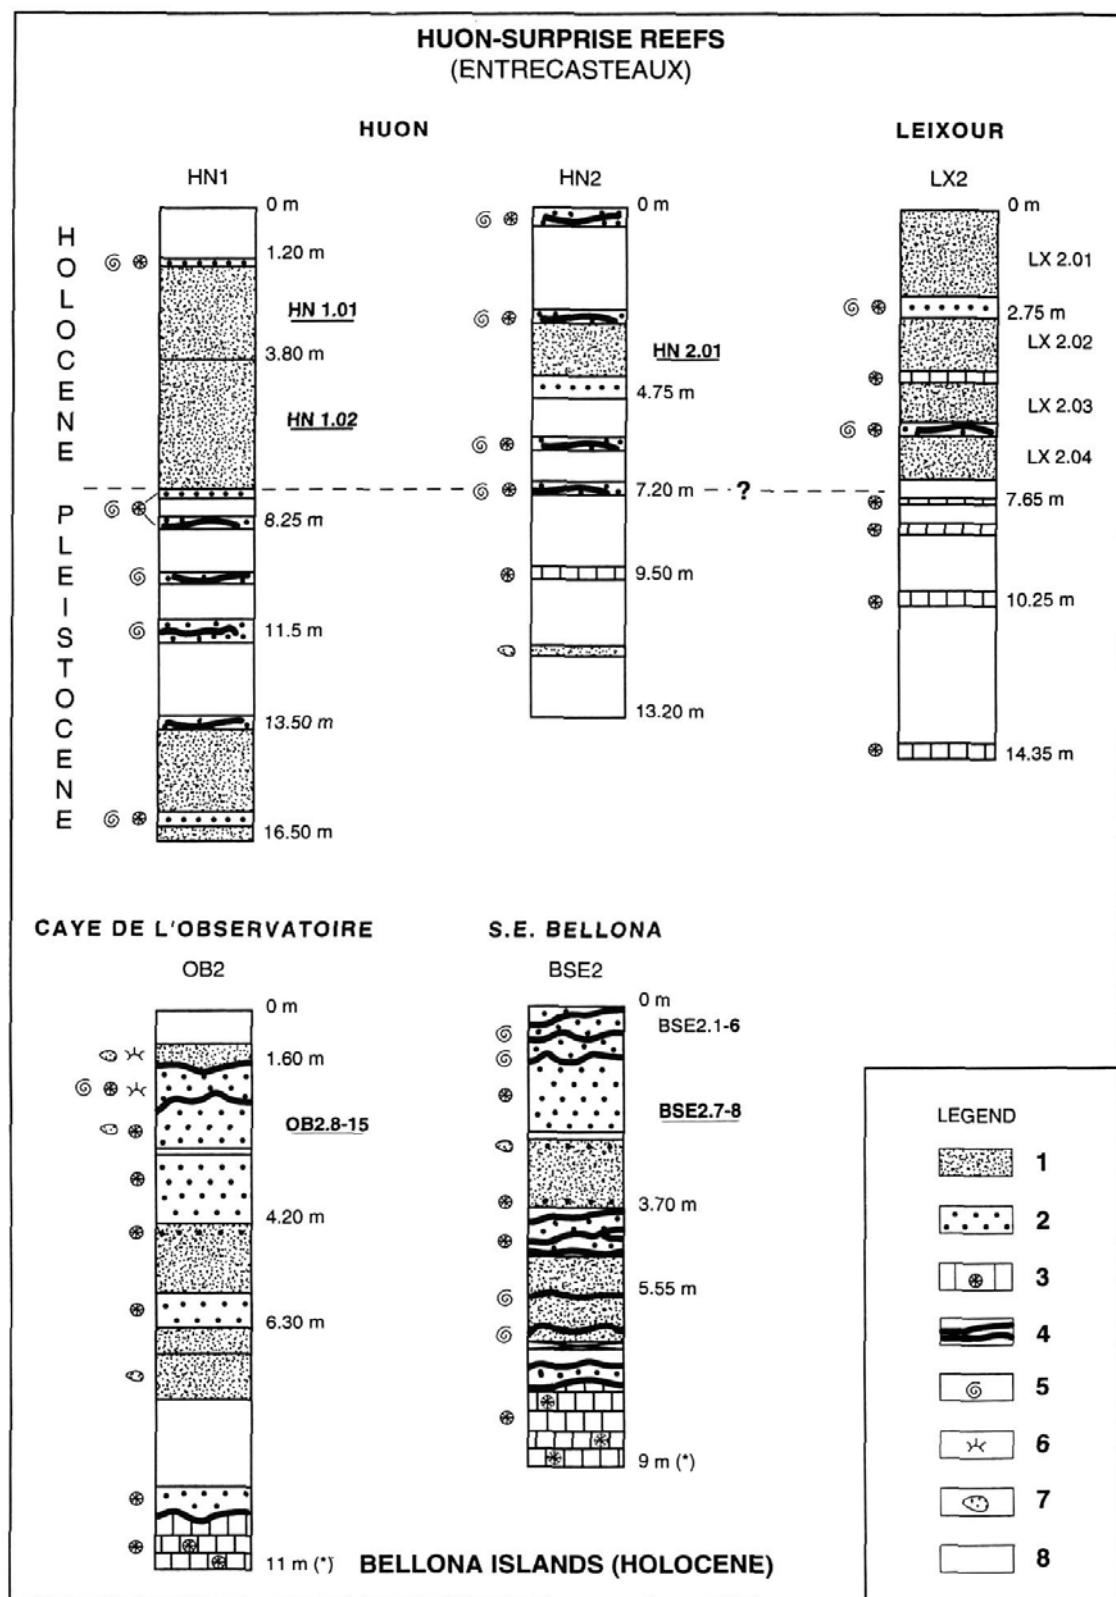 HUON-SURPRISE REEFS
(ENTRECASTEAUX)
HUON
LEIXOUR
HN1
HN2
LX2
HOLOCENE
PLEISTOCENE
0 m
1.20 m
HN 1.01
3.80 m
HN 1.02
8.25 m
11.5 m
13.50 m
16.50 m
0 m
HN 2.01
4.75 m
7.20 m
?
9.50 m
13.20 m
0 m
LX 2.01
2.75 m
LX 2.02
LX 2.03
LX 2.04
7.65 m
10.25 m
14.35 m
CAYE DE L'OBSERVATOIRE
S.E. BELLONA
OB2
BSE2
0 m
1.60 m
OB2.8-15
4.20 m
6.30 m
11 m (*)
0 m
BSE2.1-6
BSE2.7-8
3.70 m
5.55 m
9 m (*)
BELLONA ISLANDS (HOLOCENE)
LEGEND
1
2
3
4
5
6
7
8